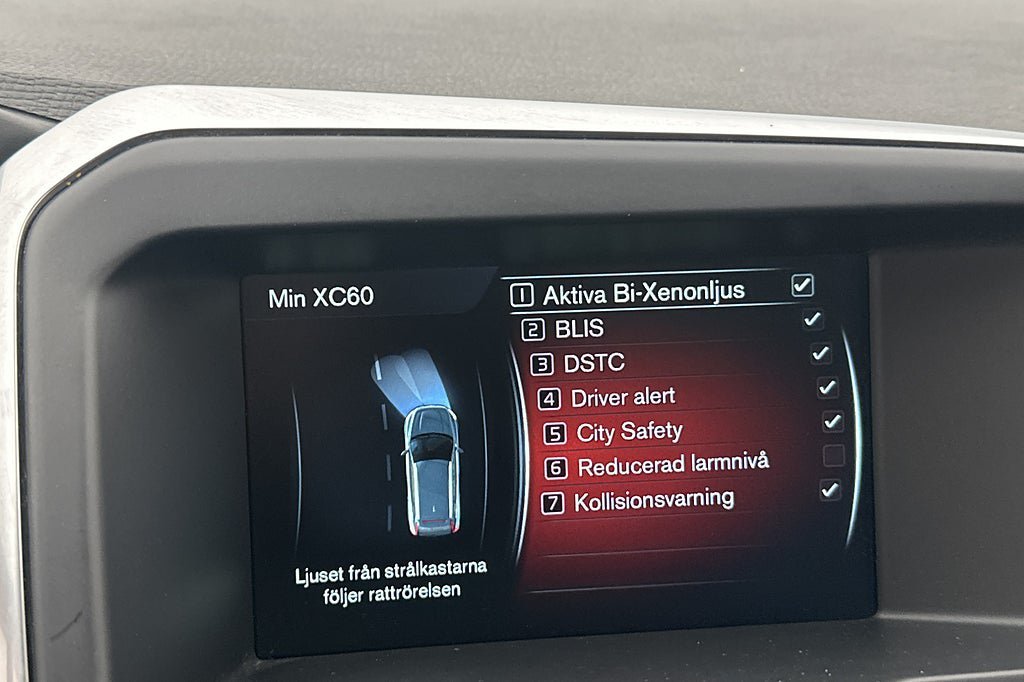 Min XC60
1 Aktiva Bi-Xenonljus
2 BLIS
3 DSTC
4 Driver alert
5 City Safety
6 Reducerad larmnivå
7 Kollisionsvarning
Ljuset från strålkastarna
följer rattrörelsen